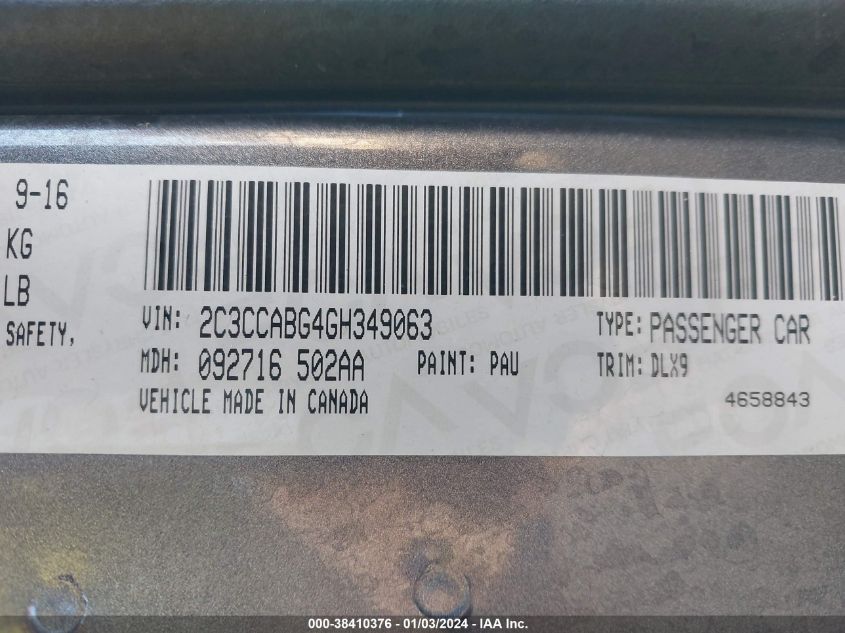 9-16
KG
LB
SAFETY,
VIN: 2C3CCABG4GH349063 TYPE: PASSENGER CAR
MDH: 092716 502AA PAINT: PAU TRIM: DLX9
VEHICLE MADE IN CANADA 4658843
000-38410376 - 01/03/2024 - IAA Inc.